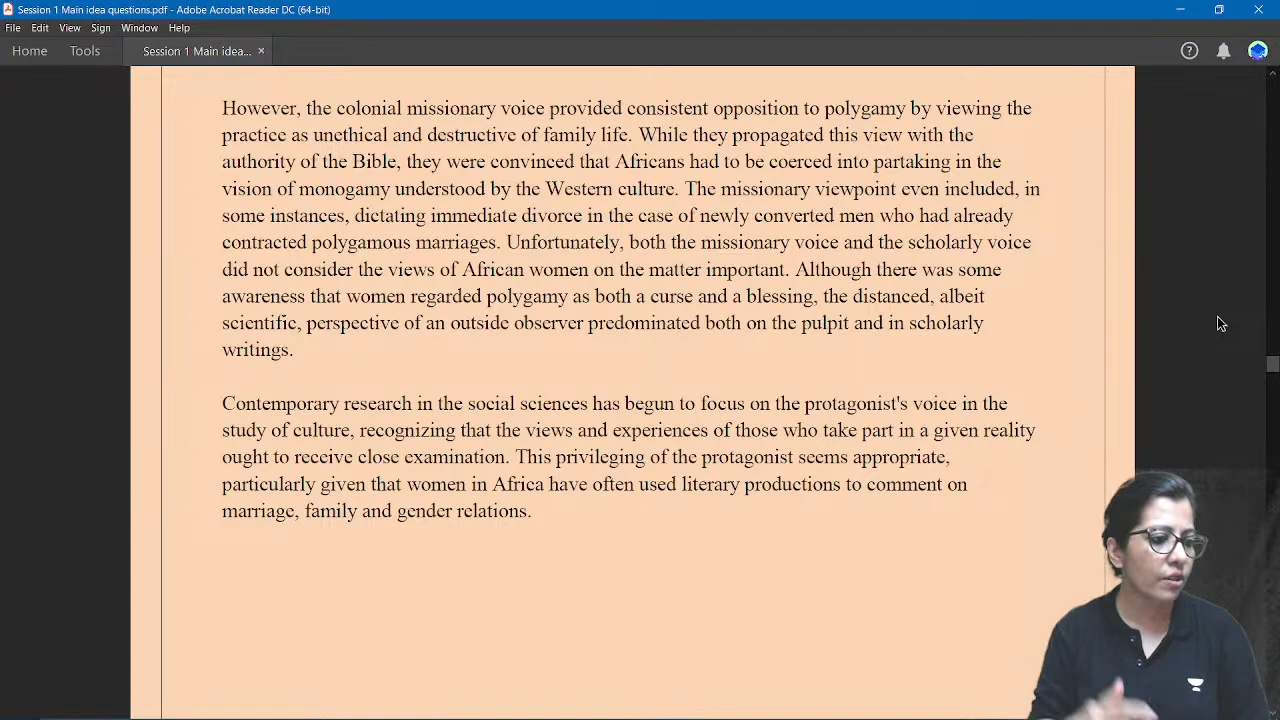 Session 1 Main idea questions.pdf - Adobe Acrobat Reader DC (64-bit)
File Edit View Sign Window Help
Home Tools Session 1 Main idea... ×
However, the colonial missionary voice provided consistent opposition to polygamy by viewing the
practice as unethical and destructive of family life. While they propagated this view with the
authority of the Bible, they were convinced that Africans had to be coerced into partaking in the
vision of monogamy understood by the Western culture. The missionary viewpoint even included, in
some instances, dictating immediate divorce in the case of newly converted men who had already
contracted polygamous marriages. Unfortunately, both the missionary voice and the scholarly voice
did not consider the views of African women on the matter important. Although there was some
awareness that women regarded polygamy as both a curse and a blessing, the distanced, albeit
scientific, perspective of an outside observer predominated both on the pulpit and in scholarly
writings.
Contemporary research in the social sciences has begun to focus on the protagonist's voice in the
study of culture, recognizing that the views and experiences of those who take part in a given reality
ought to receive close examination. This privileging of the protagonist seems appropriate,
particularly given that women in Africa have often used literary productions to comment on
marriage, family and gender relations.